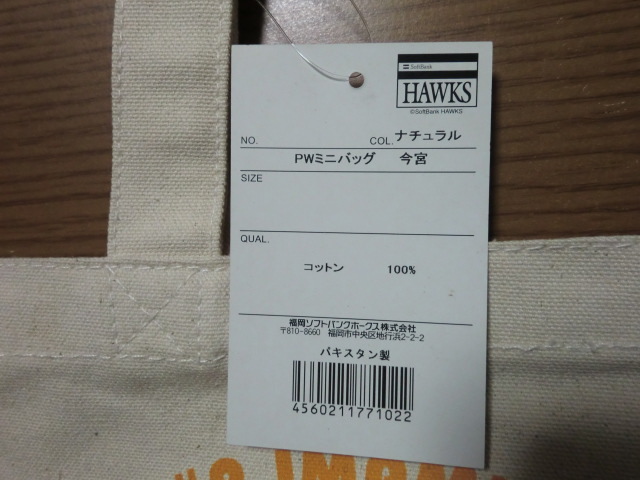 SoftBank
HAWKS
©SoftBank HAWKS
NO. COL. ナチュラル
PWミニバッグ 今宮
SIZE
QUAL.
コットン 100%
福岡ソフトバンクホークス株式会社
〒810-8660 福岡市中央区地行浜2-2-2
パキスタン製
4560211771022